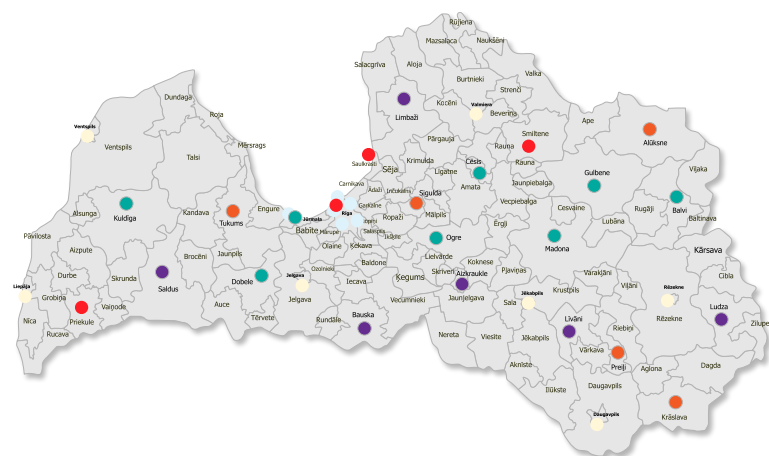 Rūjiena
Mazsalaca
Naukšēni
Salacgrīva
Aloja
Valka
Burtnieki
Strenči
Dundaga
Kocēni
Valmiera
Beverīna
Limbaži
Roja
Ape
Ventspils
Smiltene
Alūksne
Pārgauja
Ventspils
Mērsrags
Rauna
Talsi
Saulkrasti
Krimulda
Cēsis
Rauna
Sēja
Līgatne
Gulbene
Viļaka
Carnikava
Amata
Jaunpiebalga
Ādaži
Inčukalns
Sigulda
Balvi
Alsunga
Kuldīga
Kandava
Engure
Garkalne
Vecpiebalga
Cesvaine
Rugāji
Tukums
Jūrmala
Rīga
Ropaži
Mālpils
Lubāna
Baltinava
Ērgļi
Babīte
Mārupe
Salaspils
Ikšķile
Ogre
Madona
Pāvilosta
Aizpute
Olaine
Ķekava
Kārsava
Brocēni
Jaunpils
Lielvārde
Baldone
Koknese
Durbe
Skrunda
Saldus
Dobele
Ozolnieki
Ķegums
Skrīveri
Aizkraukle
Pļaviņas
Varakļāni
Cibla
Liepāja
Jelgava
Iecava
Viļāni
Rēzekne
Grobiņa
Vaiņode
Jelgava
Vecumnieki
Jaunjelgava
Sala
Jēkabpils
Krustpils
Auce
Ludza
Priekule
Tērvete
Rundāle
Bauska
Līvāni
Rēzekne
Nīca
Zilupe
Rucava
Nereta
Viesīte
Jēkabpils
Riebiņi
Vārkava
Preiļi
Aglona
Dagda
Akniste
Daugavpils
Ilūkste
Krāslava
Daugavpils